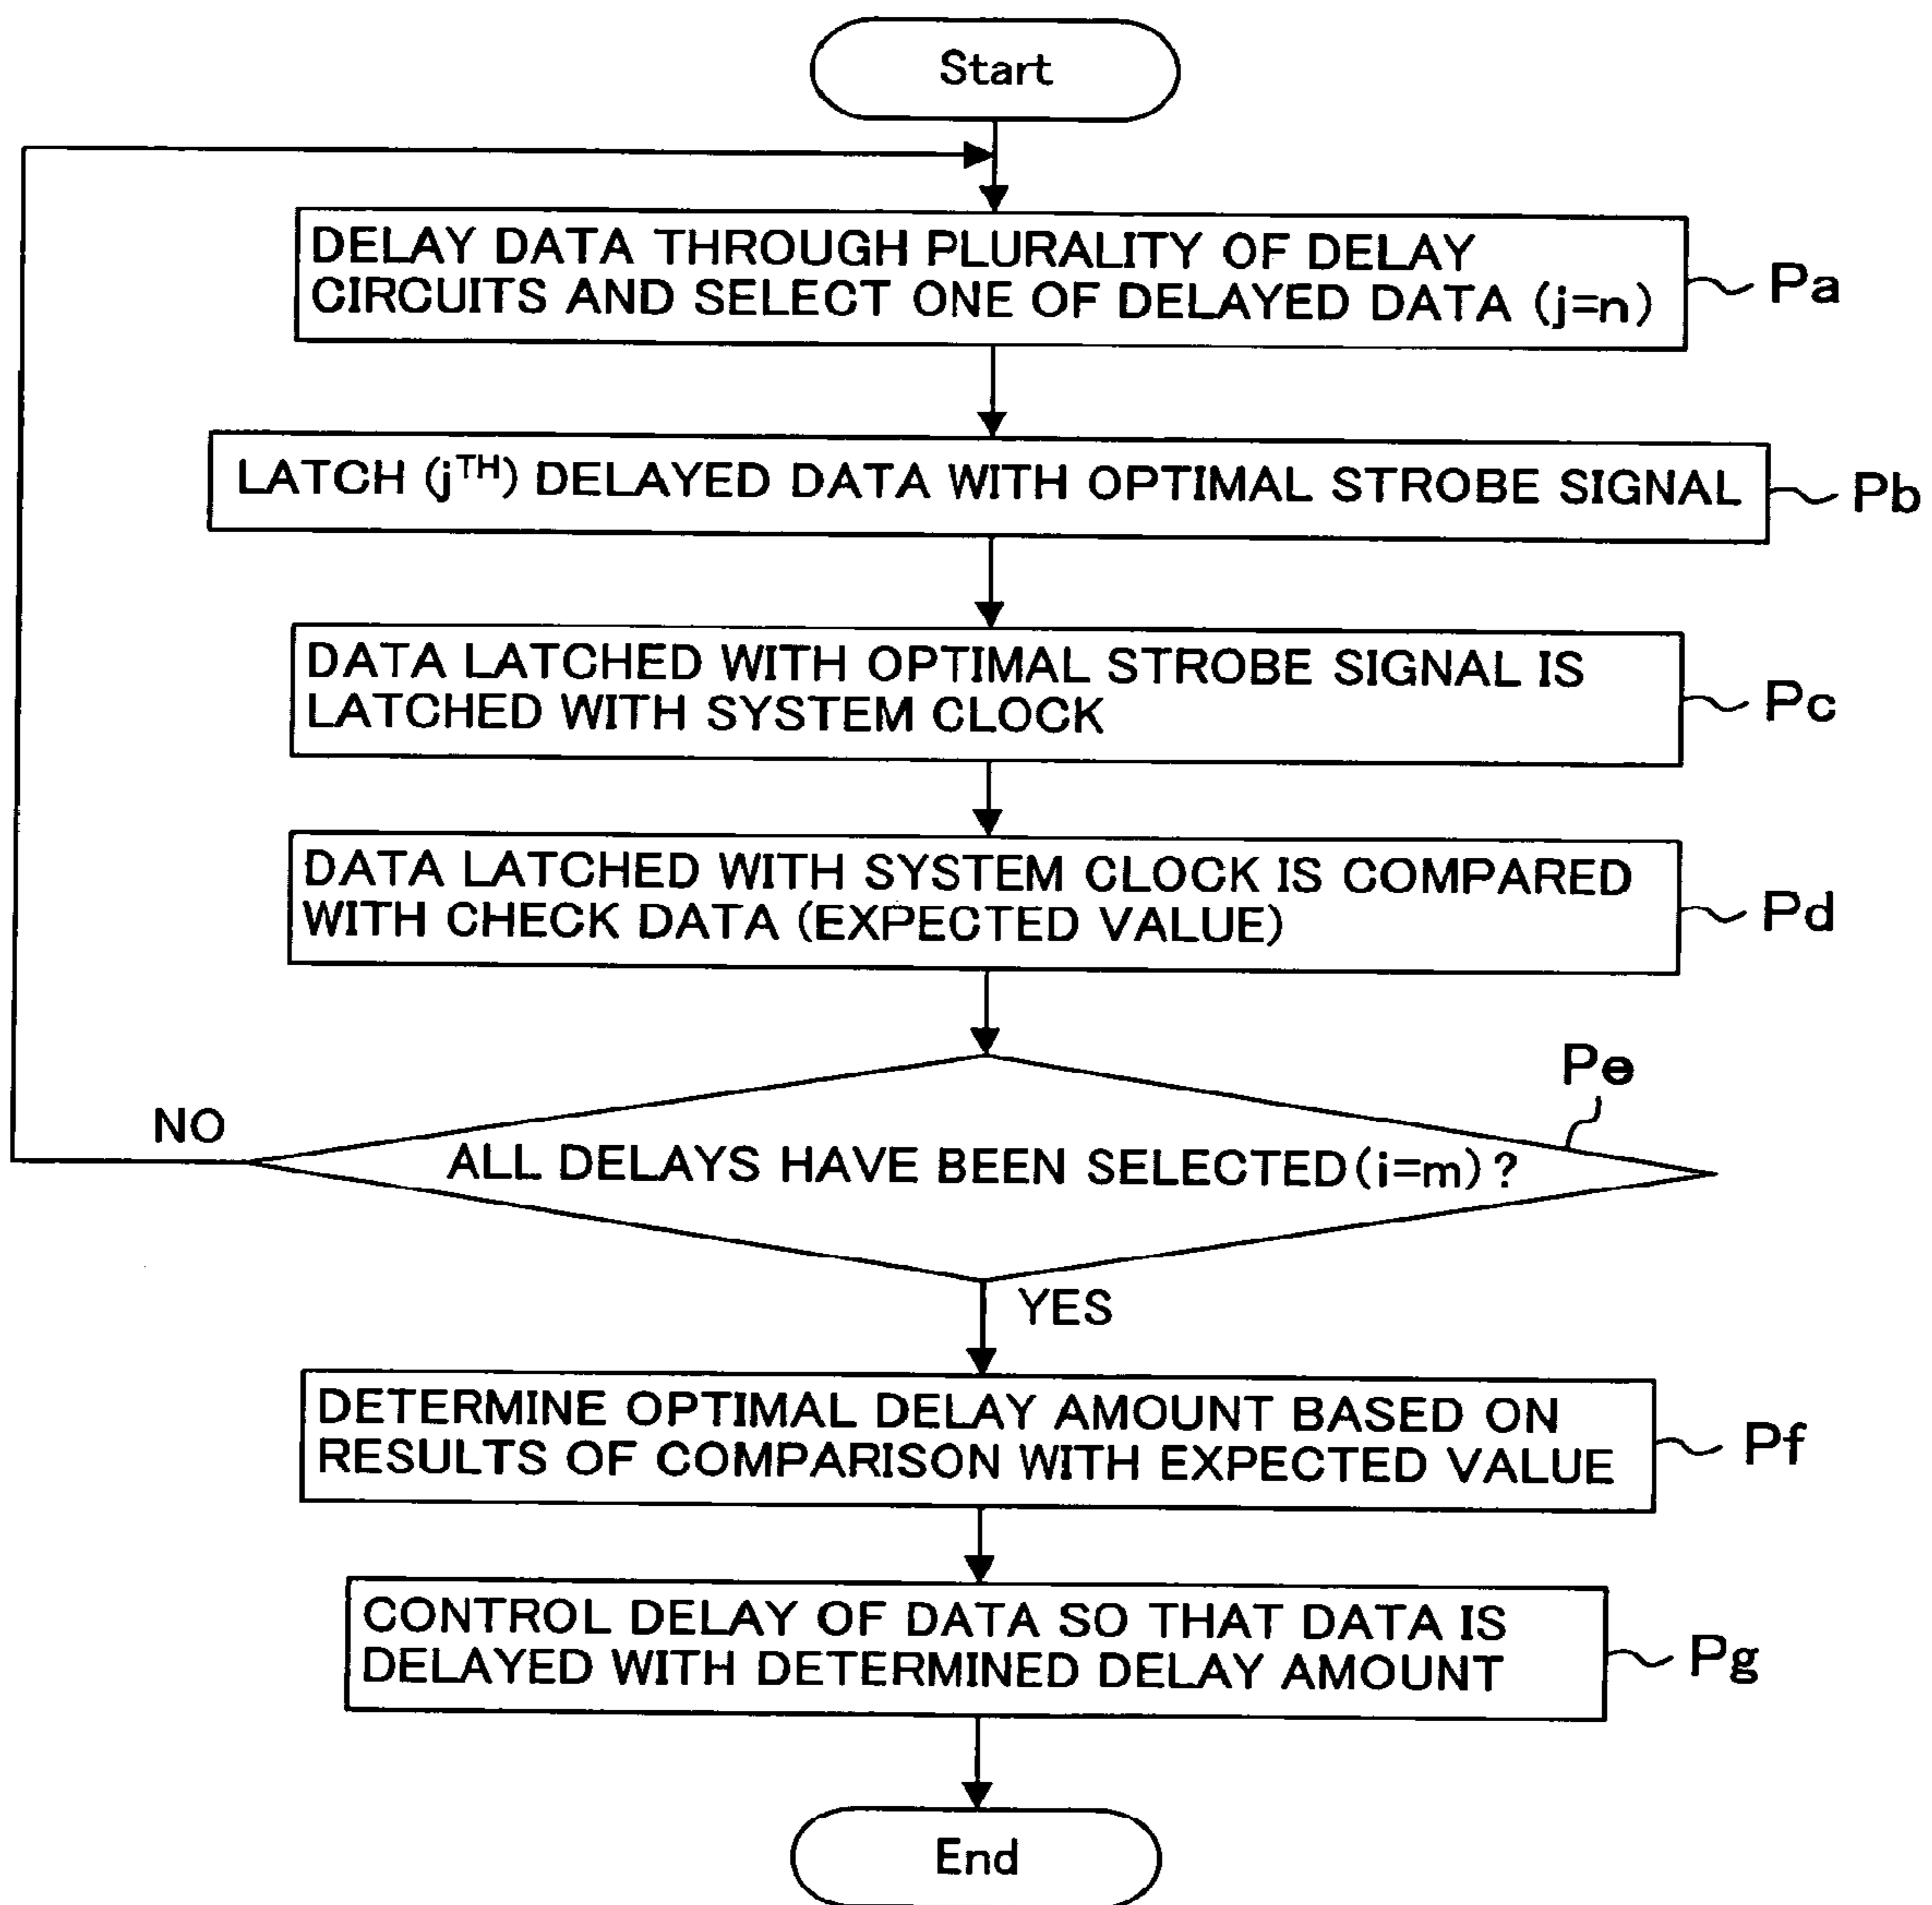 Start
DELAY DATA THROUGH PLURALITY OF DELAY
CIRCUITS AND SELECT ONE OF DELAYED DATA (j=n)
Pa
LATCH (jTH) DELAYED DATA WITH OPTIMAL STROBE SIGNAL
Pb
DATA LATCHED WITH OPTIMAL STROBE SIGNAL IS
LATCHED WITH SYSTEM CLOCK
Pc
DATA LATCHED WITH SYSTEM CLOCK IS COMPARED
WITH CHECK DATA (EXPECTED VALUE)
Pd
Pe
NO
ALL DELAYS HAVE BEEN SELECTED(i=m)?
YES
DETERMINE OPTIMAL DELAY AMOUNT BASED ON
RESULTS OF COMPARISON WITH EXPECTED VALUE
Pf
CONTROL DELAY OF DATA SO THAT DATA IS
DELAYED WITH DETERMINED DELAY AMOUNT
Pg
End